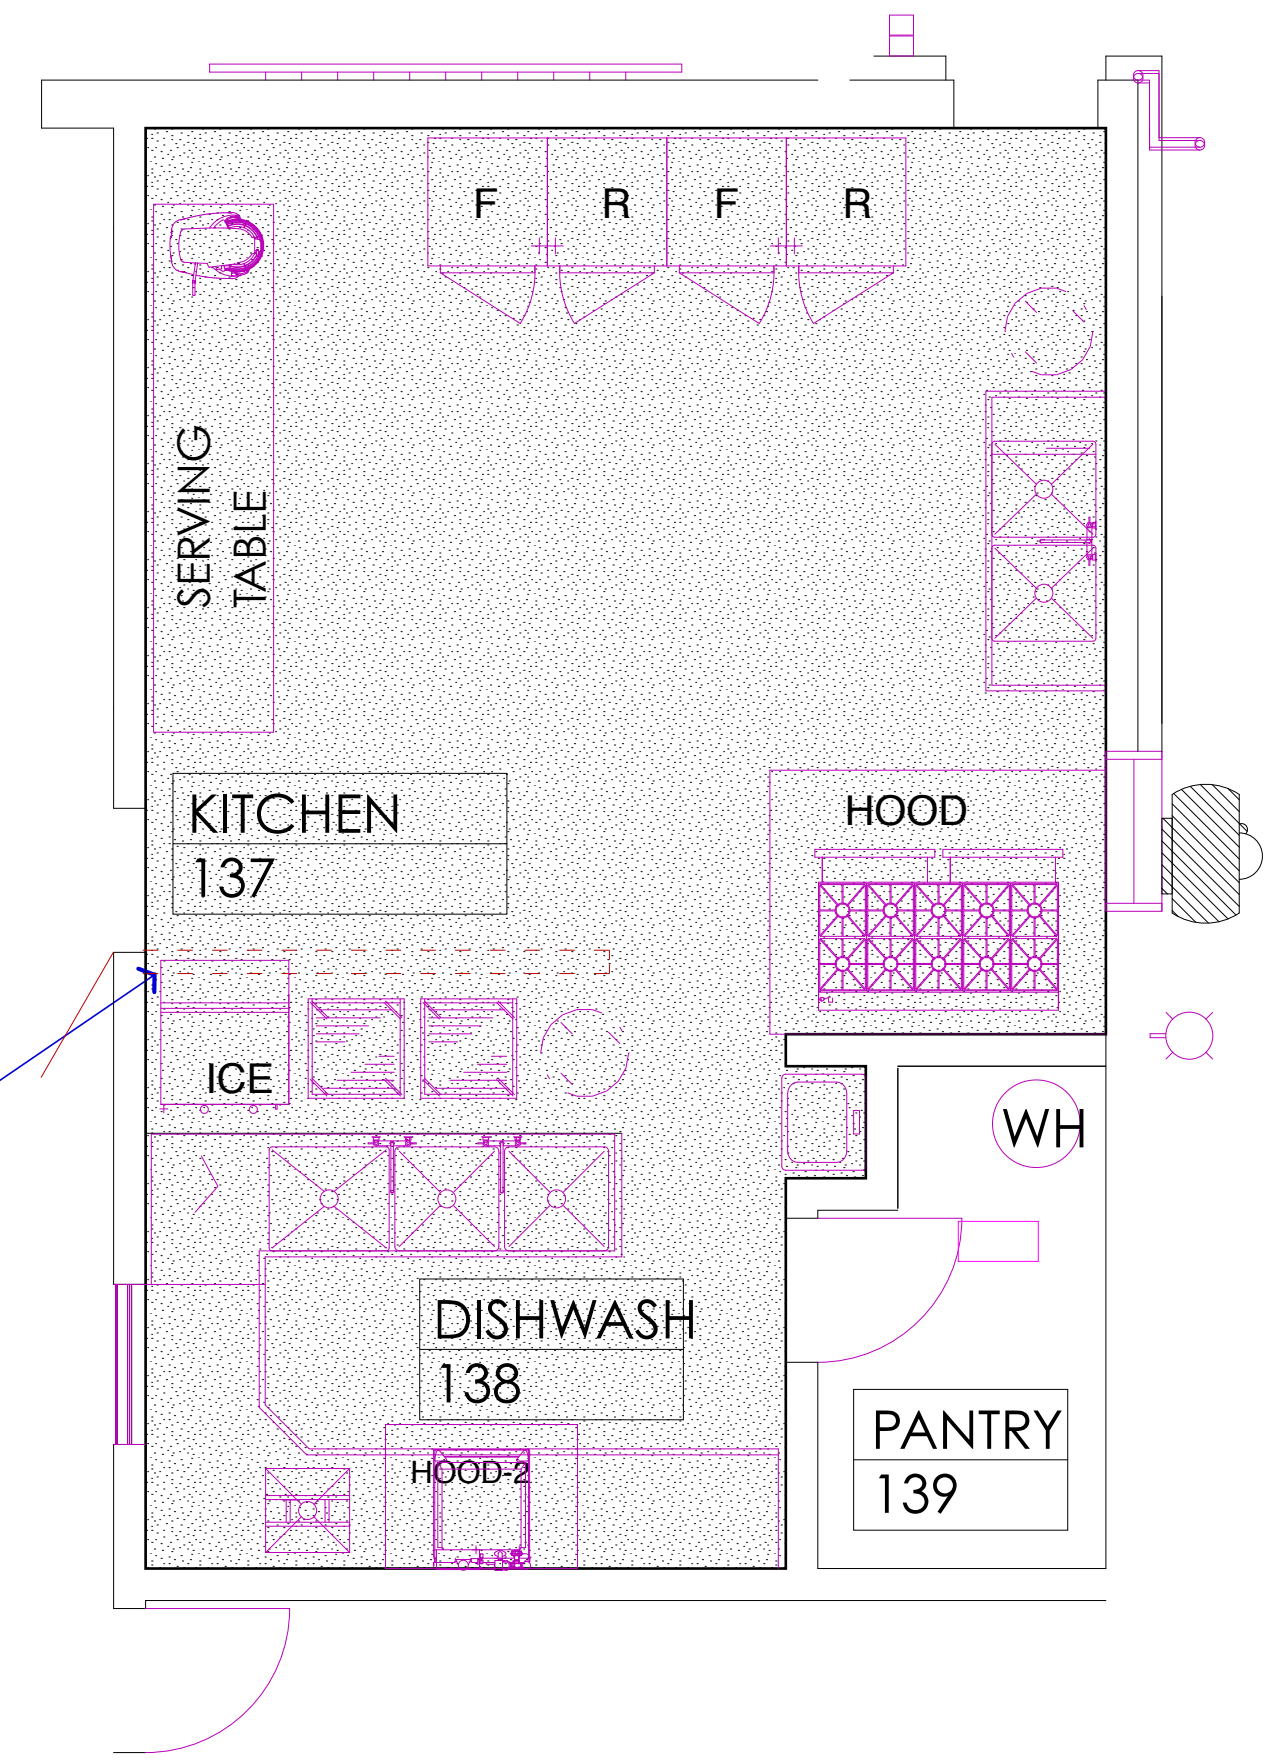 F
R
F
R
SERVING
TABLE
KITCHEN
137
HOOD
ICE
WH
DISHWASH
138
PANTRY
139
HOOD-2